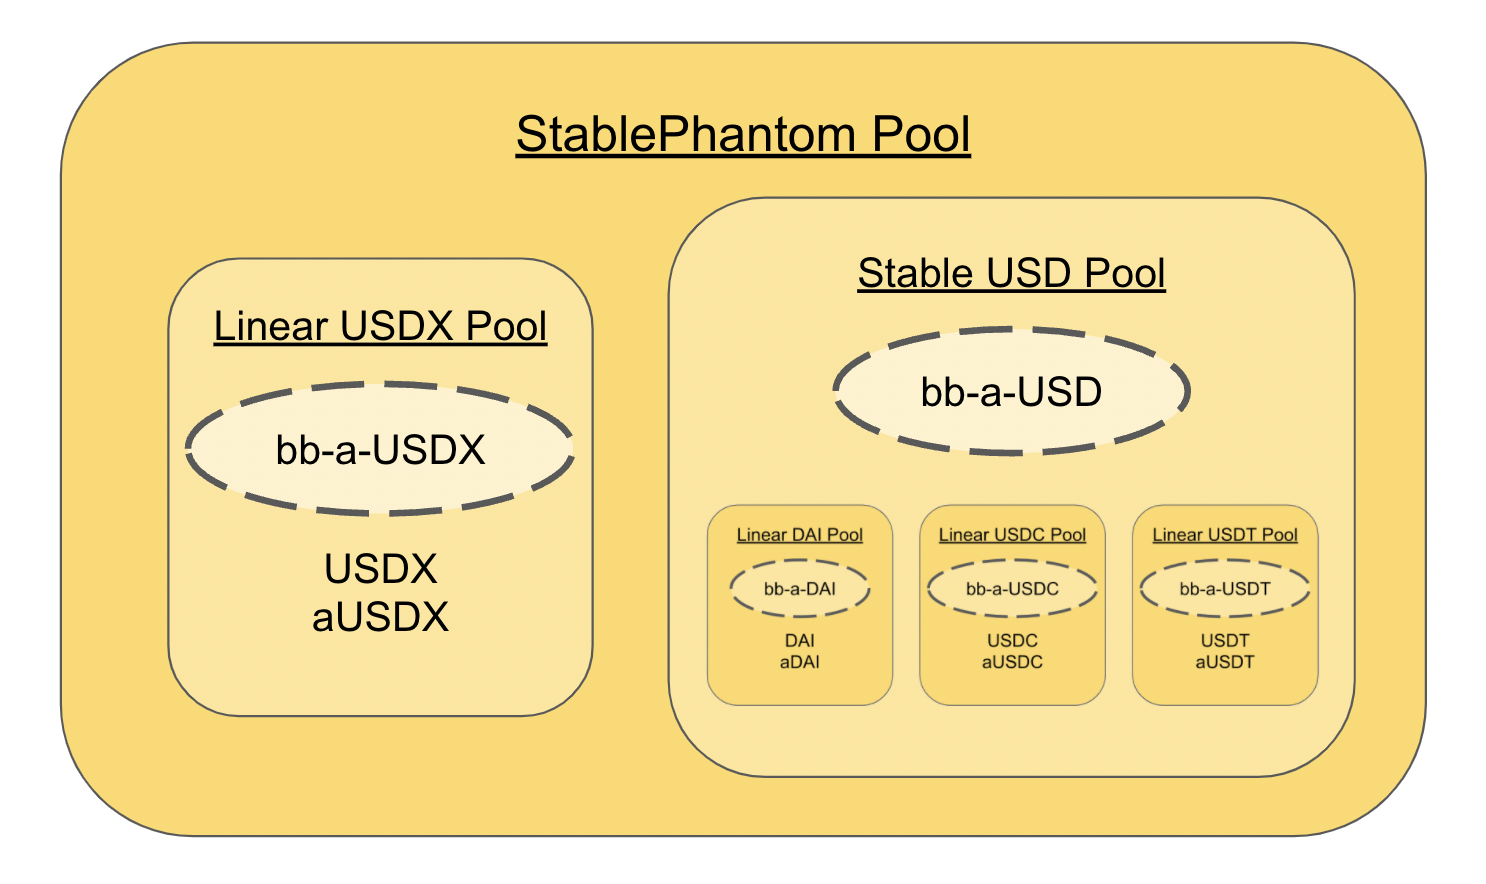 StablePhantom Pool
Linear USDX Pool
bb-a-USDX
USDX
aUSDX
Stable USD Pool
bb-a-USD
Linear DAI Pool
bb-a-DAI
DAI
aDAI
Linear USDC Pool
bb-a-USDC
USDC
aUSDC
Linear USDT Pool
bb-a-USDT
USDT
aUSDT